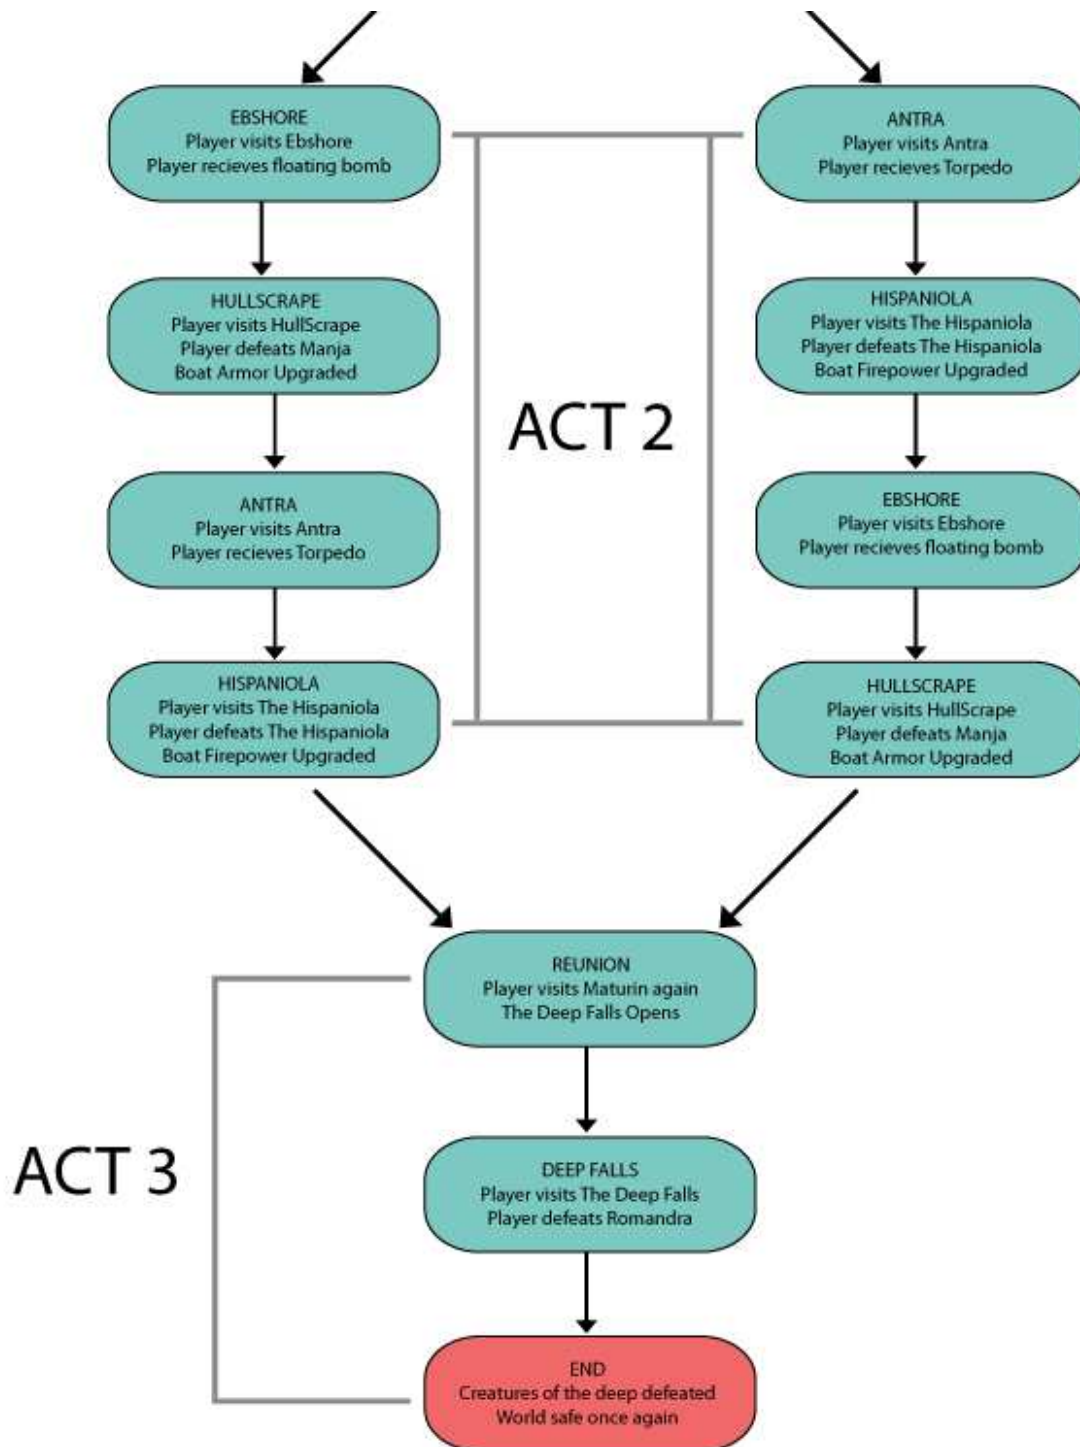 EBSHORE
Player visits Ebshore
Player recieves floating bomb
ANTRA
Player visits Antra
Player recieves Torpedo
HULLSCRAPE
Player visits HullScrape
Player defeats Manja
Boat Armor Upgraded
HISPANIOLA
Player visits The Hispaniola
Player defeats The Hispaniola
Boat Firepower Upgraded
ACT 2
ANTRA
Player visits Antra
Player recieves Torpedo
EBSHORE
Player visits Ebshore
Player recieves floating bomb
HISPANIOLA
Player visits The Hispaniola
Player defeats The Hispaniola
Boat Firepower Upgraded
HULLSCRAPE
Player visits HullScrape
Player defeats Manja
Boat Armor Upgraded
REUNION
Player visits Maturin again
The Deep Falls Opens
ACT 3
DEEP FALLS
Player visits The Deep Falls
Player defeats Romandra
END
Creatures of the deep defeated
World safe once again